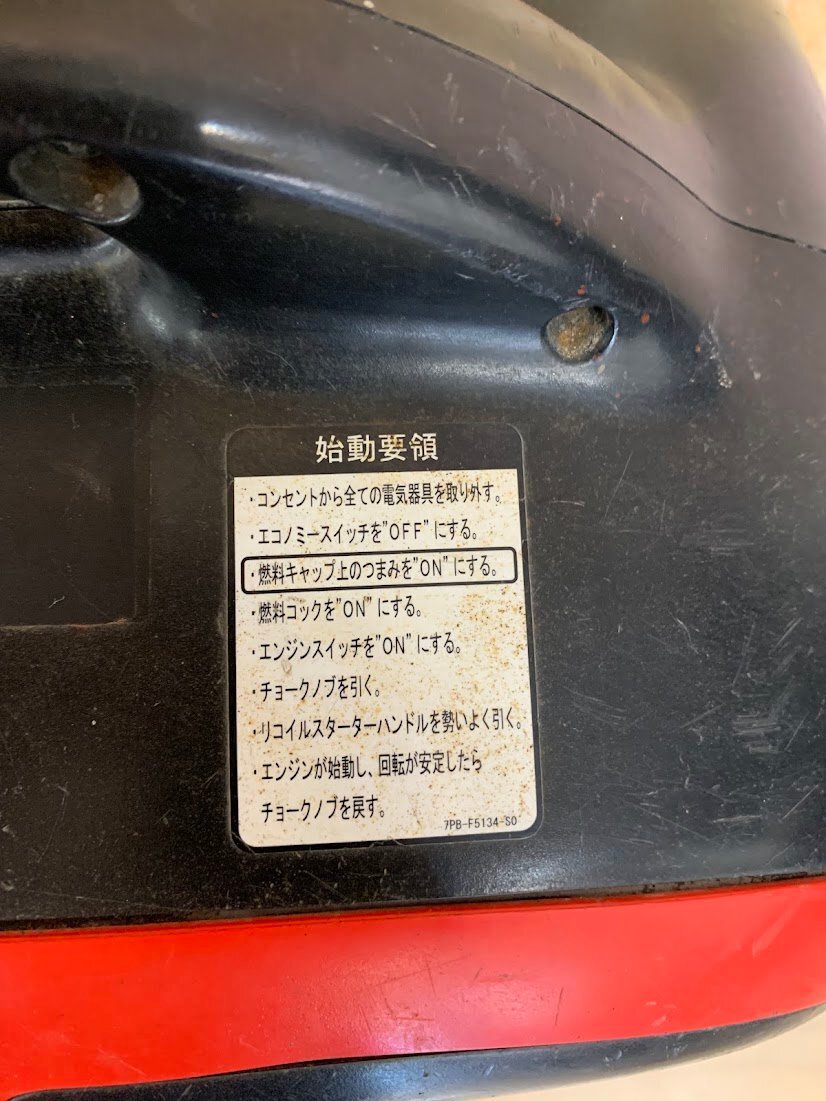 始動要領
・コンセントから全ての電気器具を取り外す。
・エコノミースイッチを"OFF"にする。
・燃料キャップ上のつまみを"ON"にする。
・燃料コックを"ON"にする。
・エンジンスイッチを"ON"にする。
・チョークノブを引く。
・リコイルスターターハンドルを勢いよく引く。
・エンジンが始動し、回転が安定したら
チョークノブを戻す。
7PB-F5134-S0